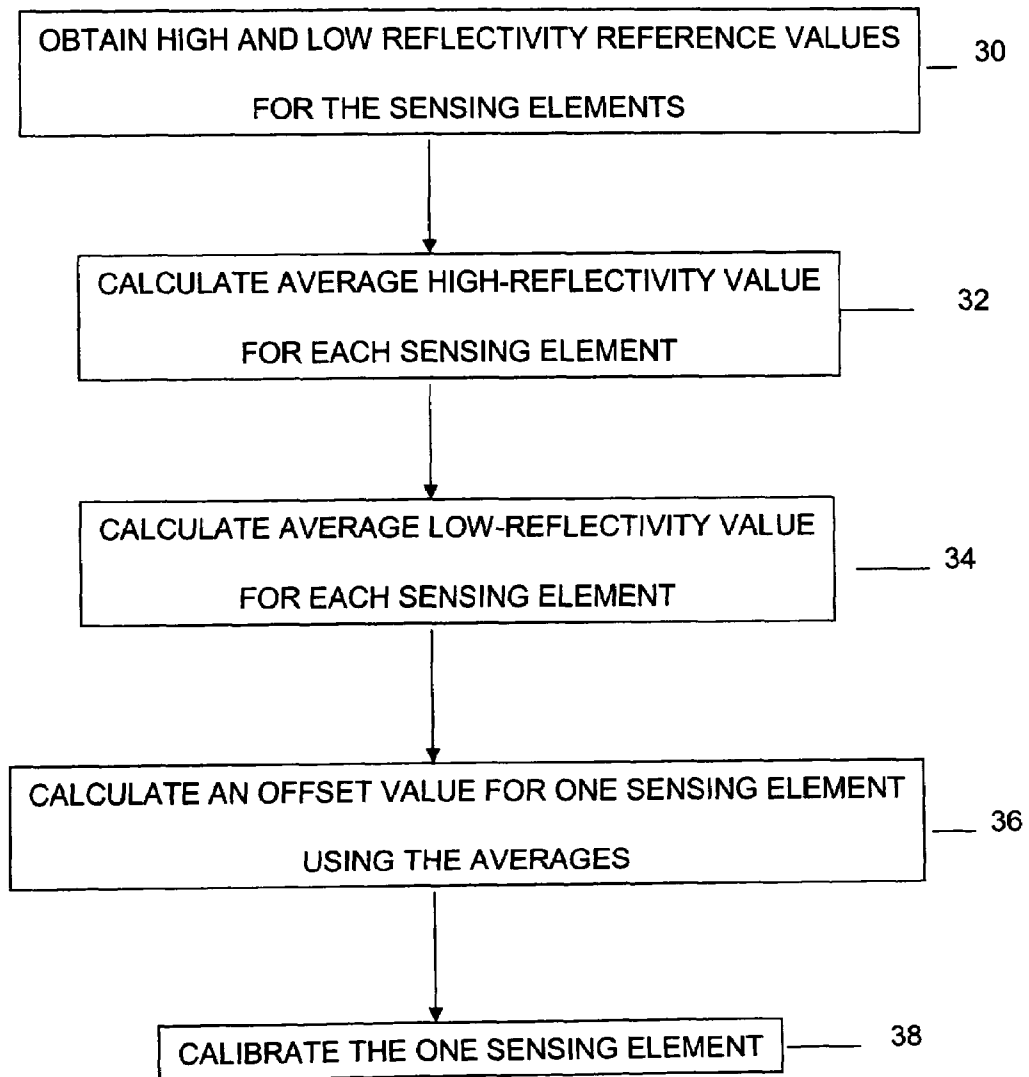 OBTAIN HIGH AND LOW REFLECTIVITY REFERENCE VALUES
FOR THE SENSING ELEMENTS
30
CALCULATE AVERAGE HIGH-REFLECTIVITY VALUE
FOR EACH SENSING ELEMENT
32
CALCULATE AVERAGE LOW-REFLECTIVITY VALUE
FOR EACH SENSING ELEMENT
34
CALCULATE AN OFFSET VALUE FOR ONE SENSING ELEMENT
USING THE AVERAGES
36
CALIBRATE THE ONE SENSING ELEMENT
38